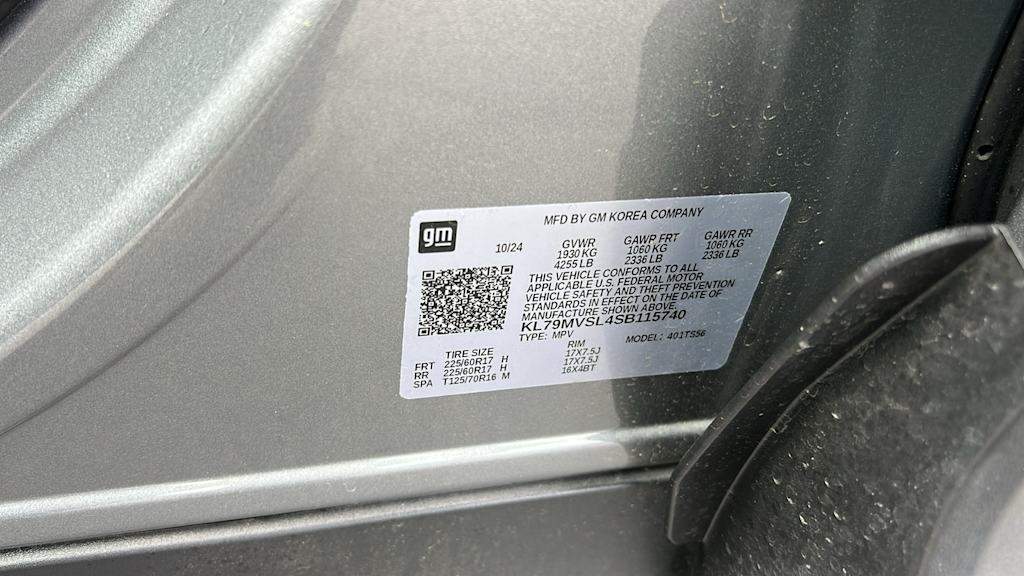 gm
MFD BY GM KOREA COMPANY
10/24 GVWR GAWR FRT GAWR RR
1930 KG 1060 KG 1060 KG
4255 LB 2336 LB 2336 LB
THIS VEHICLE CONFORMS TO ALL
APPLICABLE U.S. FEDERAL MOTOR
VEHICLE SAFETY AND THEFT PREVENTION
STANDARDS IN EFFECT ON THE DATE OF
MANUFACTURE SHOWN ABOVE.
KL79MVSL4SB115740
TYPE: MPV MODEL: 401TS56
TIRE SIZE RIM
FRT 225/60R17 H 17X7.5J
RR 225/60R17 H 17X7.5J
SPA T125/70R16 M 16X4BT